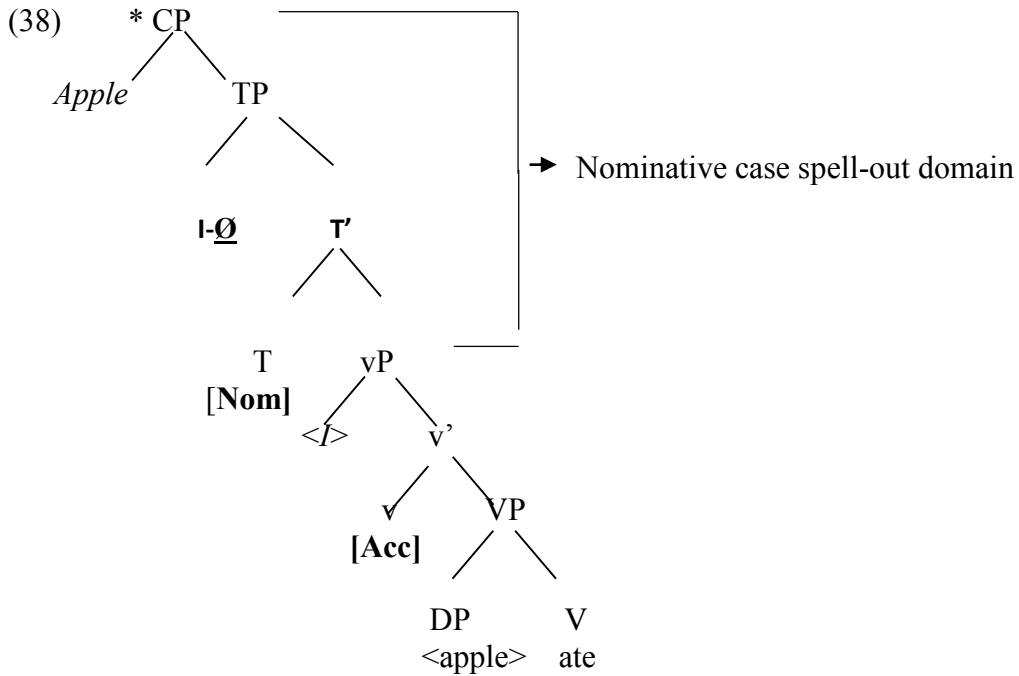 (38) * CP
Apple TP
Nominative case spell-out domain
I-Ø T’
T vP
[Nom]
<I> v’
v VP
[Acc]
DP V
<apple> ate